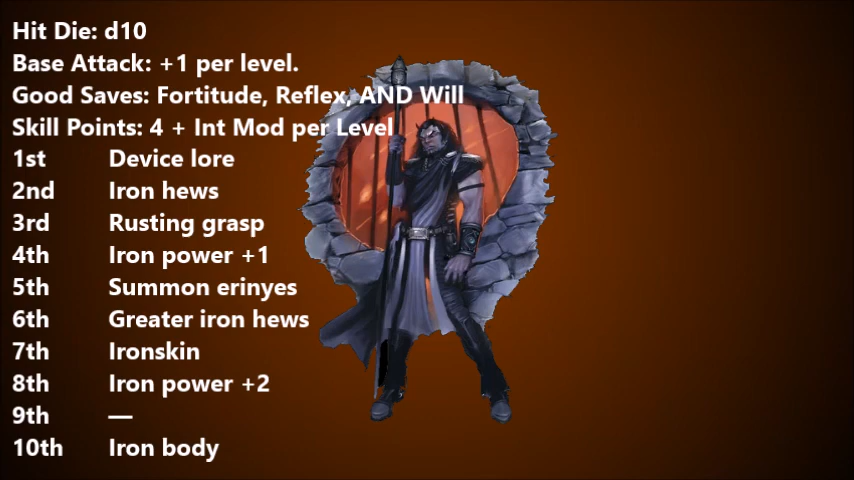 Hit Die: d10
Base Attack: +1 per level.
Good Saves: Fortitude, Reflex, AND Will
Skill Points: 4 + Int Mod per Level
1st Device lore
2nd Iron hews
3rd Rusting grasp
4th Iron power +1
5th Summon erinyes
6th Greater iron hews
7th Ironskin
8th Iron power +2
9th —
10th Iron body